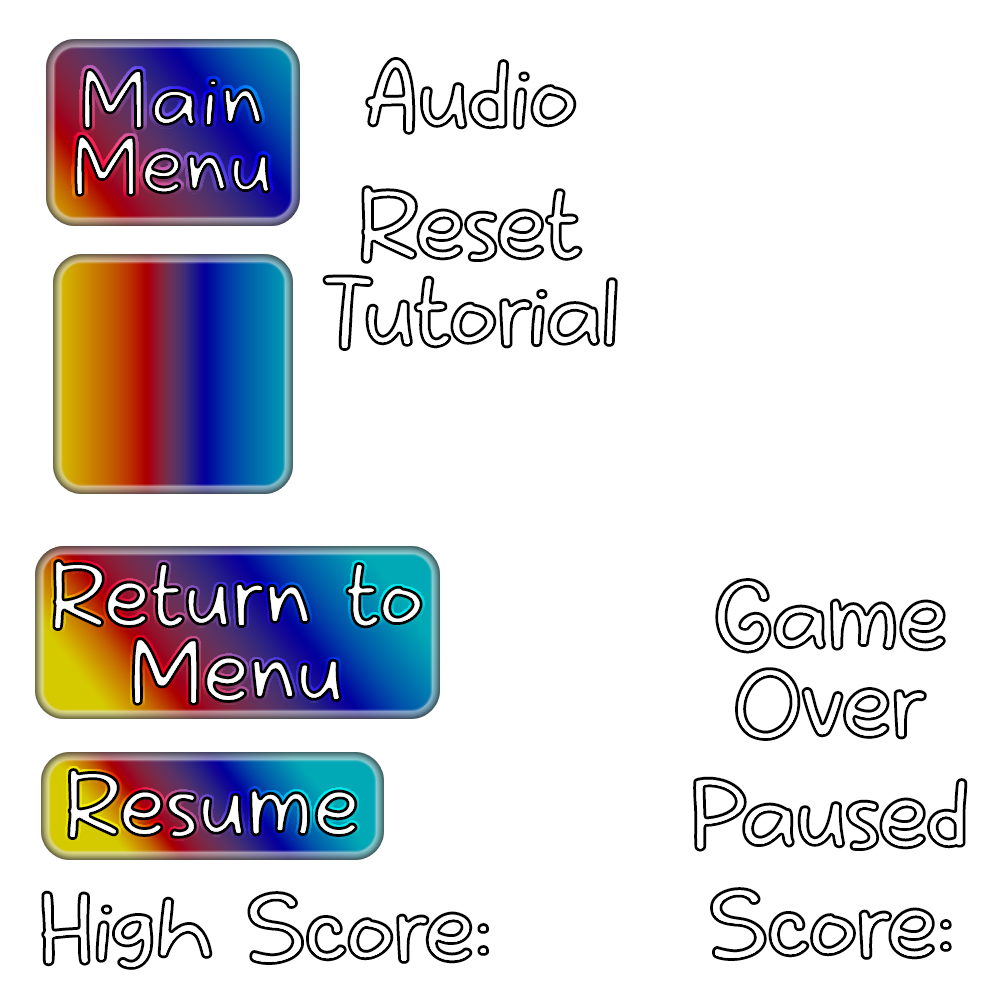 Main
Menu
Audio
Reset
Tutorial
Return to
Menu
Resume
High Score:
Game
Over
Paused
Score: